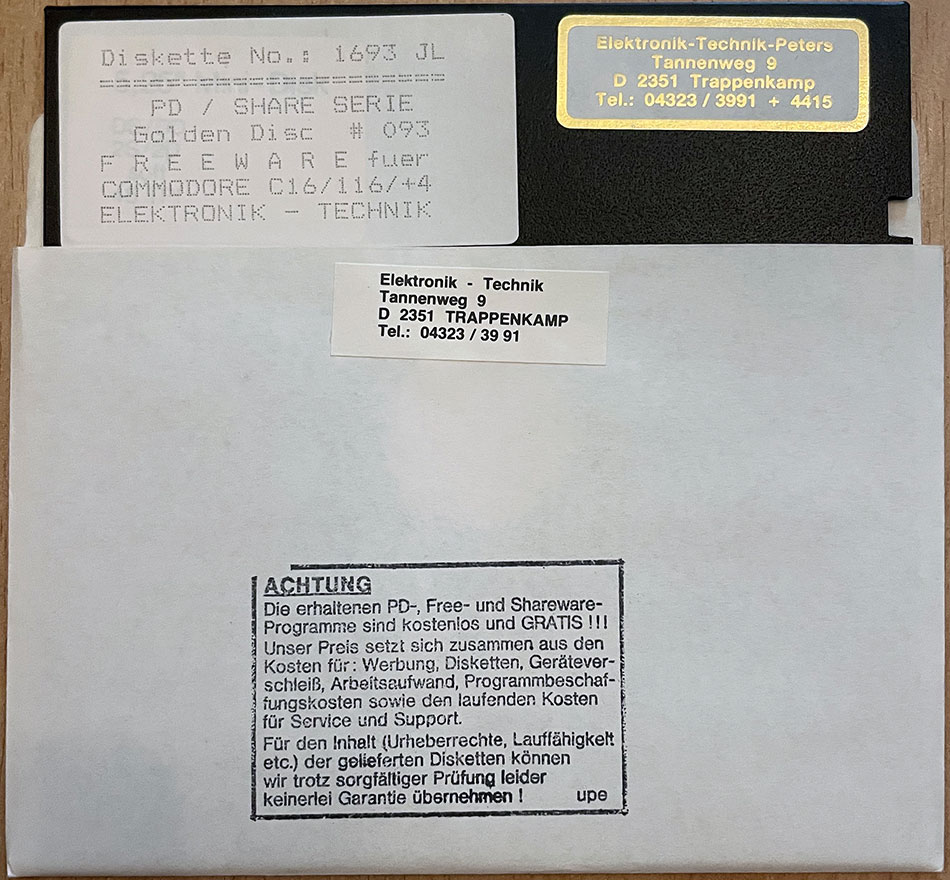 Diskette No.: 1693 JL
==========================
PD / SHARE SERIE
Golden Disc # 093
F R E E W A R E fuer
COMMODORE C16/116/+4
ELEKTRONIK - TECHNIK
Elektronik-Technik-Peters
Tannenweg 9
D 2351 Trappenkamp
Tel.: 04323 / 3991 + 4415
Elektronik - Technik
Tannenweg 9
D 2351 TRAPPENKAMP
Tel.: 04323 / 39 91
ACHTUNG
Die erhaltenen PD-, Free- und Shareware-
Programme sind kostenlos und GRATIS !!!
Unser Preis setzt sich zusammen aus den
Kosten für: Werbung, Disketten, Gerätever-
schleiß, Arbeitsaufwand, Programmbeschaf-
fungskosten sowie den laufenden Kosten
für Service und Support.
Für den Inhalt (Urheberrechte, Lauffähigkeit
etc.) der gelieferten Disketten können
wir trotz sorgfältiger Prüfung leider
keinerlei Garantie übernehmen ! upe